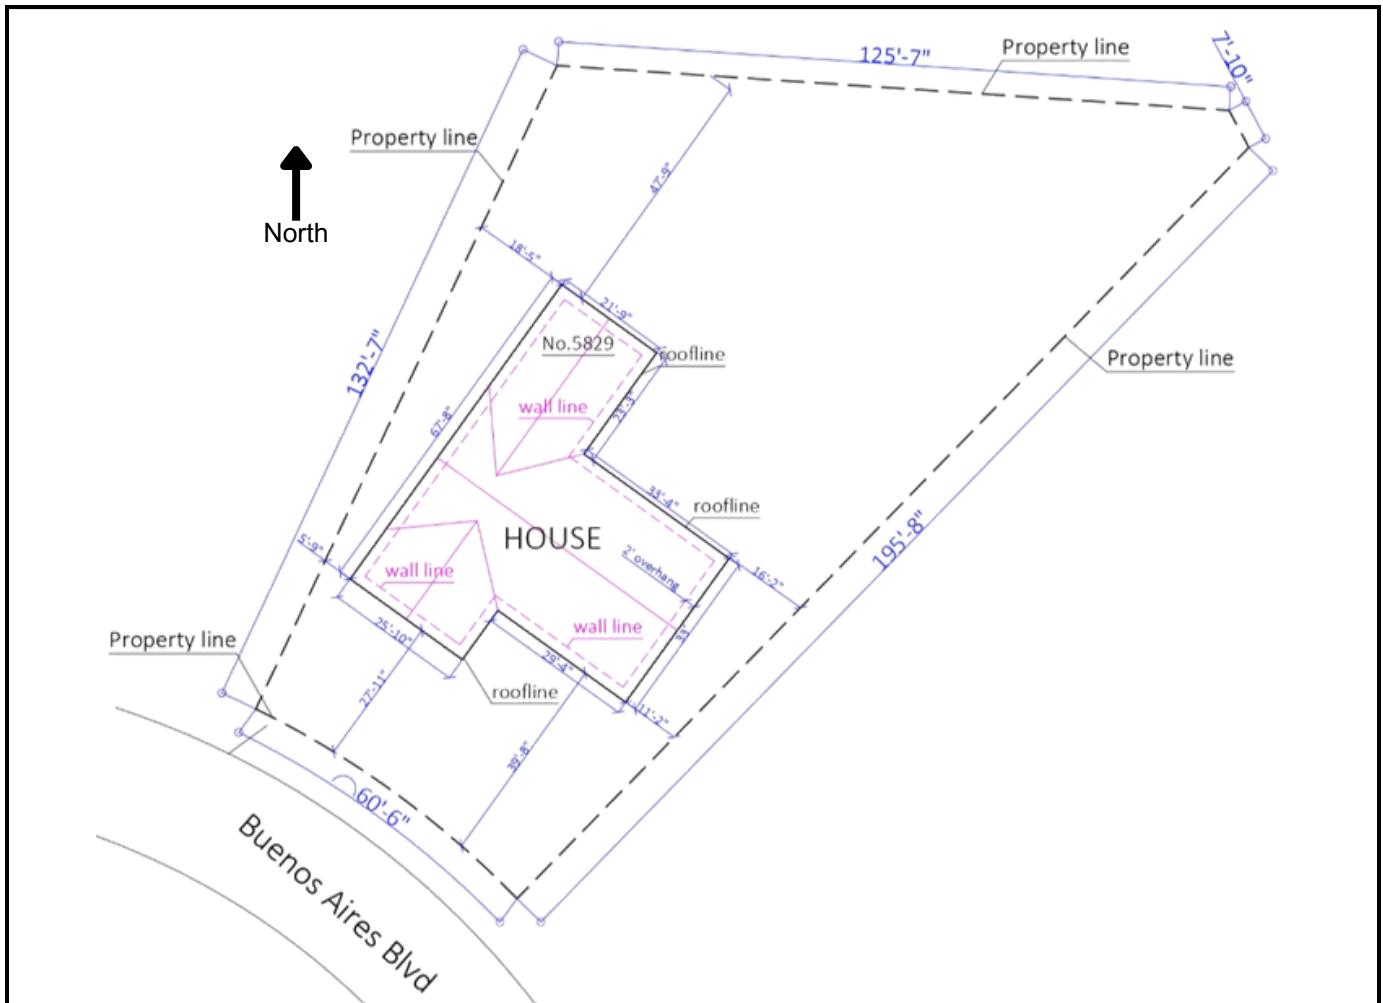 125'-7"
Property line
7'-10"
Property line
47'-9"
North
18'-5"
21'-9"
No.5829
roofline
Property line
132'-7"
67'-8"
wall line
23'-3"
33'-4"
roofline
HOUSE
195'-8"
5'-9"
wall line
2' overhang
16'-2"
25'-10"
wall line
33'
Property line
29'-4"
27'-11"
roofline
11'-2"
39'-8"
60'-6"
Buenos Aires Blvd